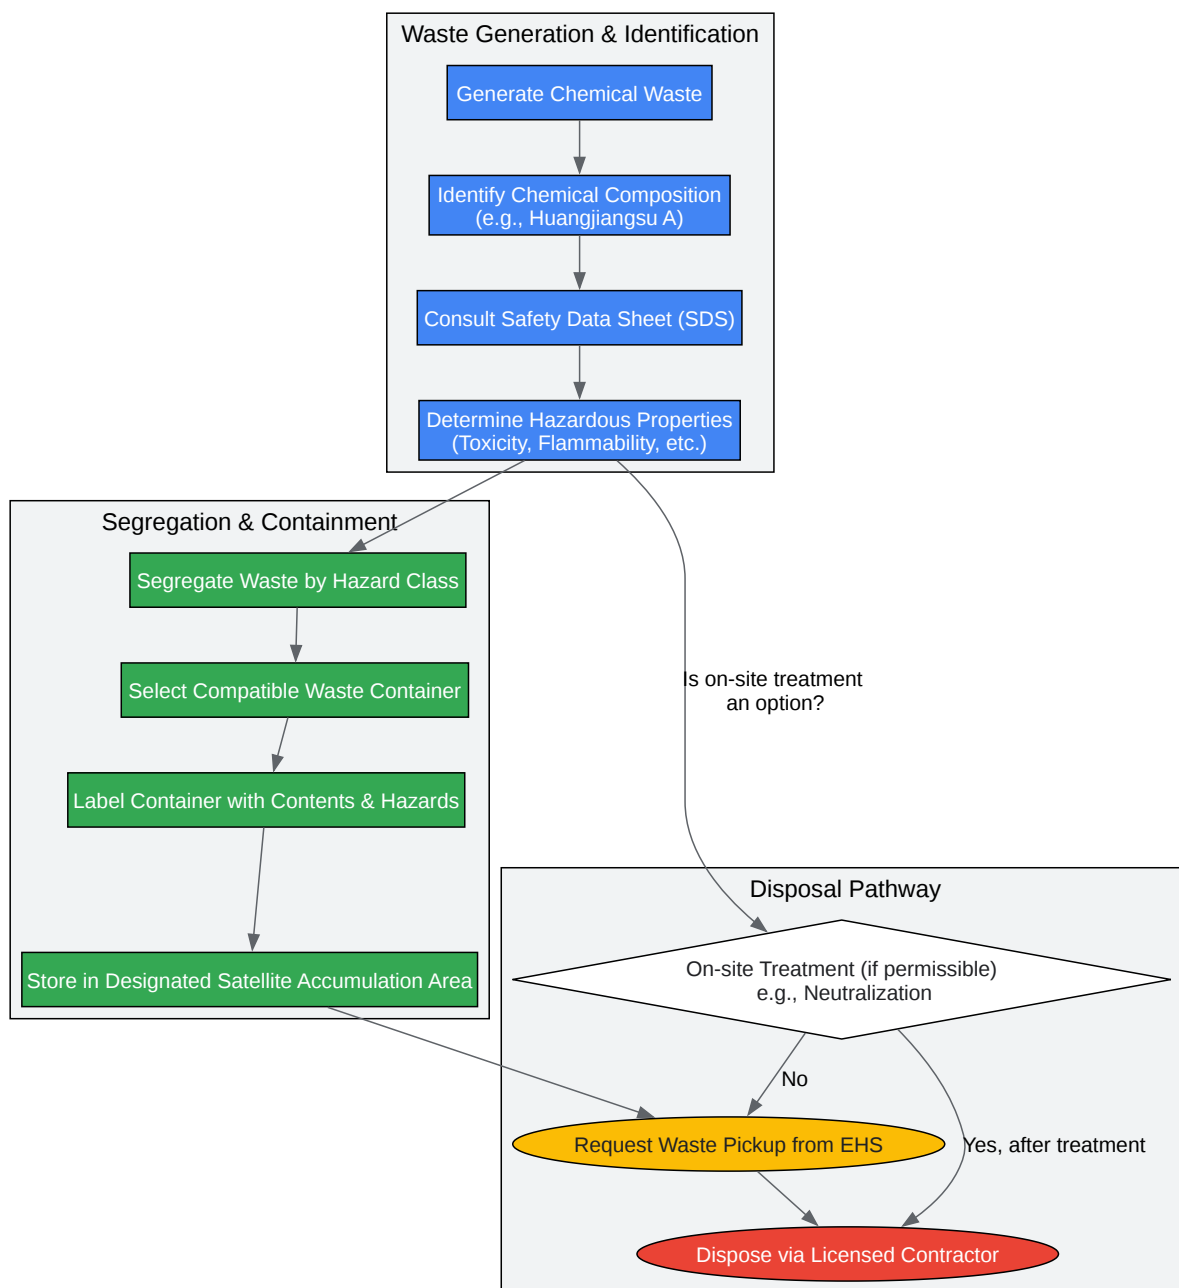 Waste Generation & Identification
Generate Chemical Waste
Identify Chemical Composition
(e.g., Huangjiangsu A)
Consult Safety Data Sheet (SDS)
Determine Hazardous Properties
(Toxicity, Flammability, etc.)
Segregation & Containment
Segregate Waste by Hazard Class
Select Compatible Waste Container
Label Container with Contents & Hazards
Store in Designated Satellite Accumulation Area
Is on-site treatment
an option?
Disposal Pathway
On-site Treatment (if permissible)
e.g., Neutralization
No
Request Waste Pickup from EHS
Yes, after treatment
Dispose via Licensed Contractor